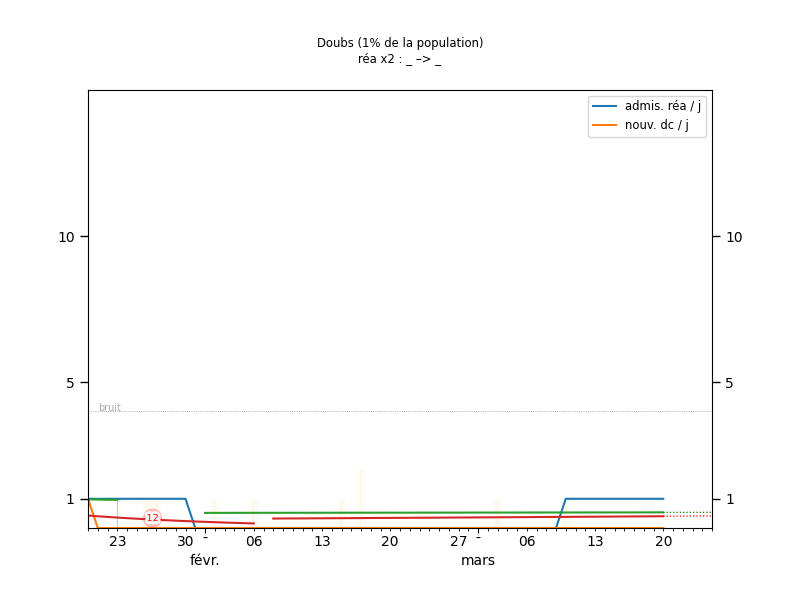 Doubs (1% de la population)
réa x2 : _ –> _
admis. réa / j
nouv. dc / j
10 10
5 5
bruit
1 1
12
23 30 - 06 13 20 27 - 06 13 20
févr. mars